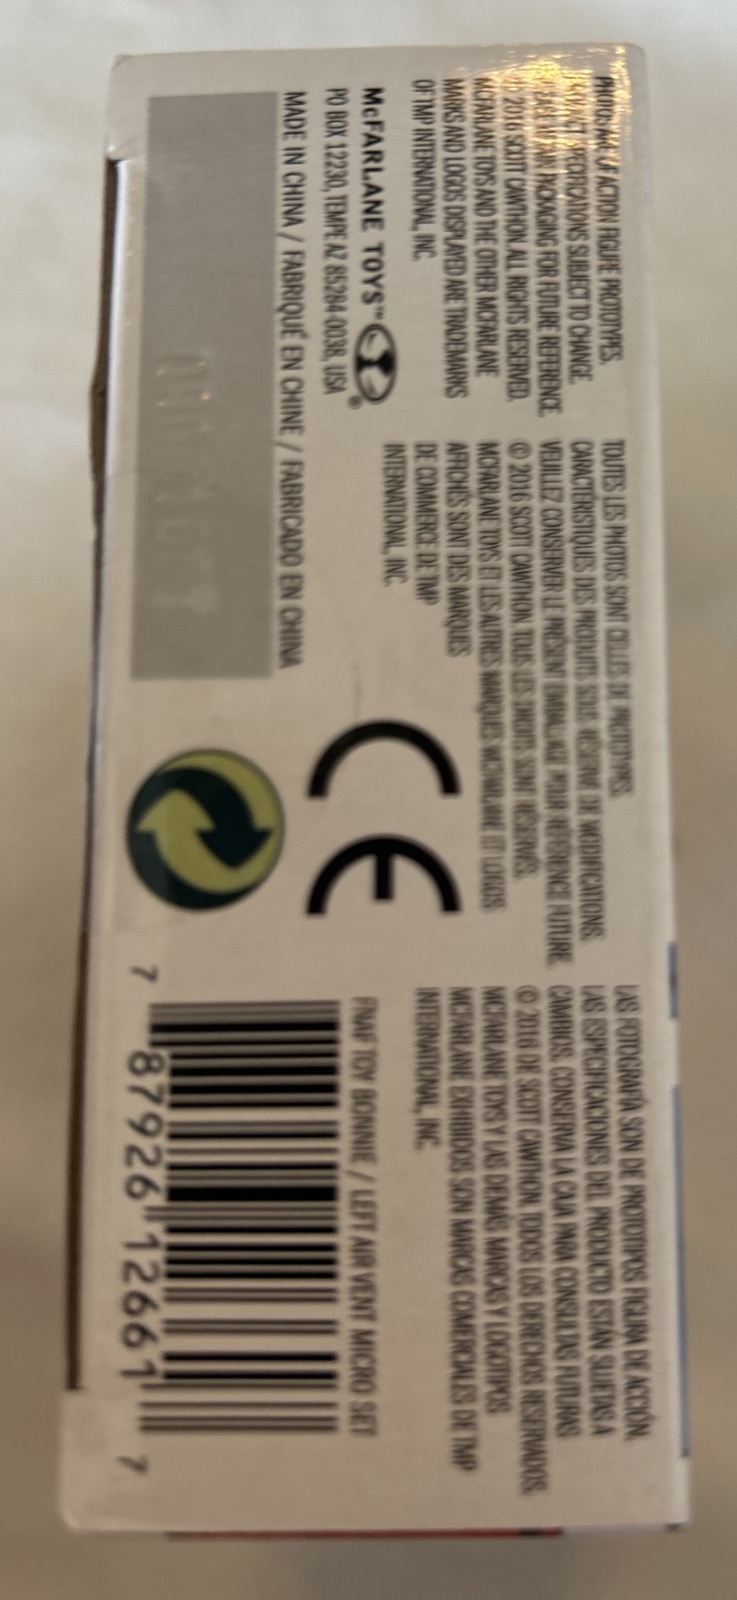 PHOTOS ARE OF ACTION FIGURE PROTOTYPES.
PRODUCT SPECIFICATIONS SUBJECT TO CHANGE.
PACKAGING FOR FUTURE REFERENCE.
© 2016 SCOTT CAWTHON. ALL RIGHTS RESERVED.
MCFARLANE TOYS AND THE OTHER MCFARLANE
MARKS AND LOGOS DISPLAYED ARE TRADEMARKS
OF TMP INTERNATIONAL, INC.
McFARLANE TOYS™ ®
PO BOX 12230, TEMPE AZ 85284-0038, USA
MADE IN CHINA / FABRIQUÉ EN CHINE / FABRICADO EN CHINA
TOUTES LES PHOTOS SONT CELLES DE PROTOTYPES.
CARACTÉRISTIQUES DES PRODUITS SOUS RÉSERVE DE MODIFICATIONS.
VEUILLEZ CONSERVER LE PRÉSENT EMBALLAGE POUR RÉFÉRENCE FUTURE.
© 2016 SCOTT CAWTHON. TOUS LES DROITS SONT RÉSERVÉS.
MCFARLANE TOYS ET LES AUTRES MARQUES MCFARLANE ET LOGOS
AFFICHÉS SONT DES MARQUES
DE COMMERCE DE TMP
INTERNATIONAL, INC.
CE
LAS FOTOGRAFÍA SON DE PROTOTIPOS FIGURA DE ACCIÓN.
LAS ESPECIFICACIONES DEL PRODUCTO ESTÁN SUJETAS A
CAMBIOS. CONSERVA LA CAJA PARA CONSULTAS FUTURAS
© 2016 DE SCOTT CAWTHON. TODOS LOS DERECHOS RESERVADOS.
MCFARLANE TOYS Y LAS DEMÁS MARCAS Y LOGOTIPOS
MCFARLANE EXHIBIDOS SON MARCAS COMERCIALES DE TMP
INTERNATIONAL, INC.
FNAF TOY BONNIE / LEFT AIR VENT MICRO SET
7 87926 12661 7